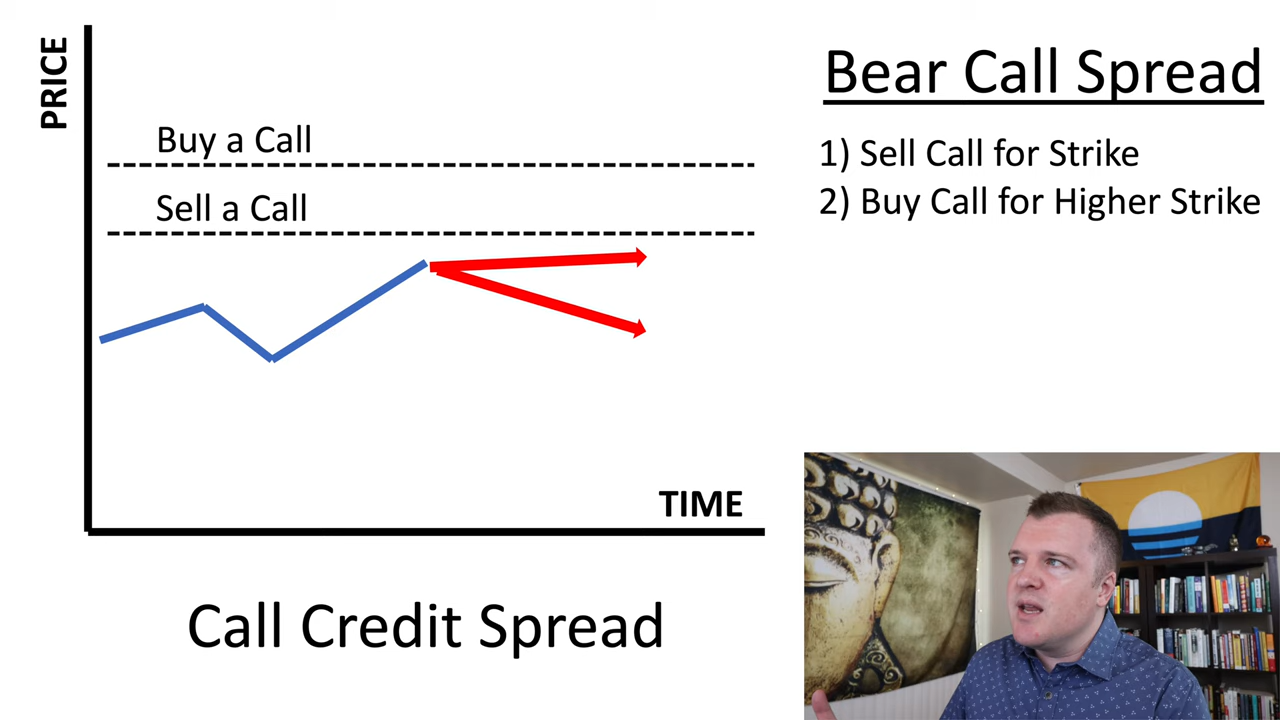 PRICE
Buy a Call
Sell a Call
TIME
Call Credit Spread
Bear Call Spread
1) Sell Call for Strike
2) Buy Call for Higher Strike